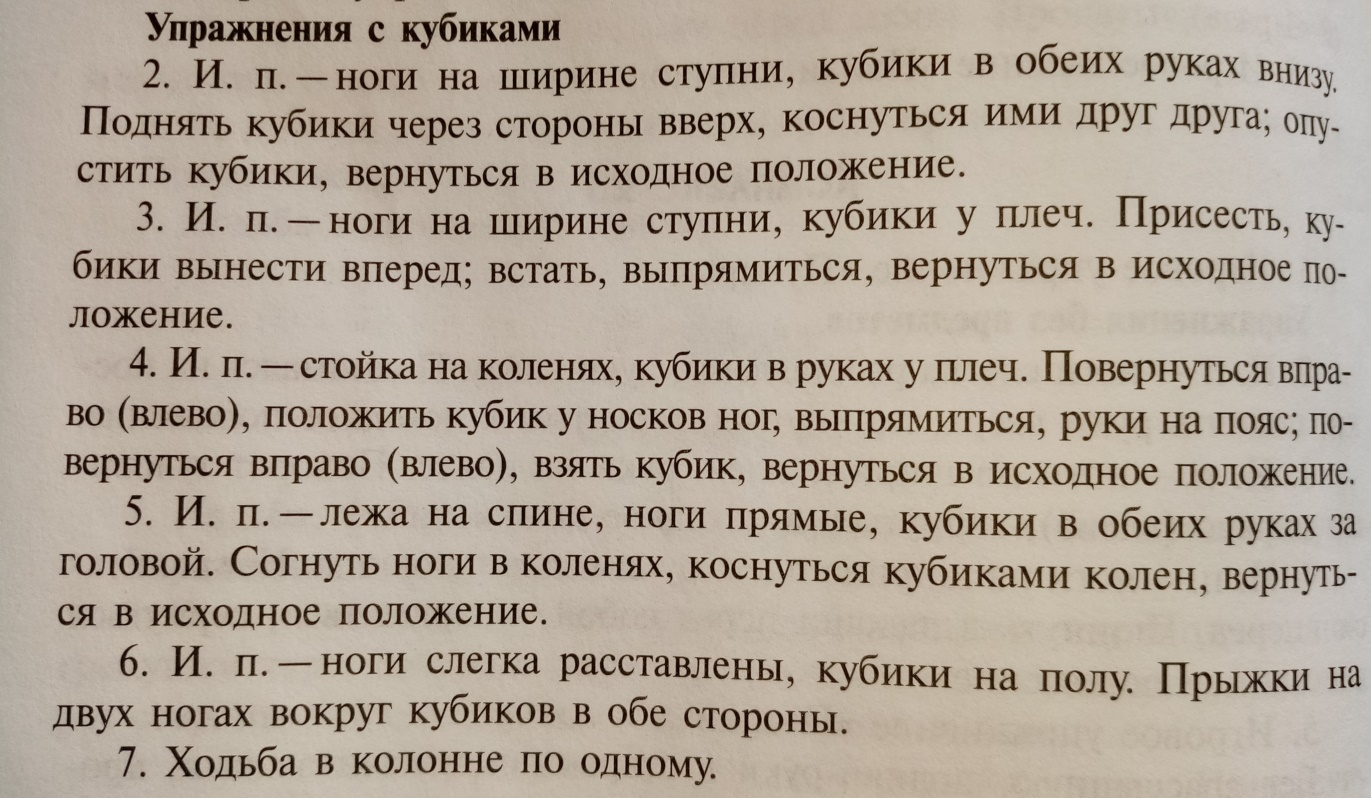 Упражнения с кубиками
2. И. п. — ноги на ширине ступни, кубики в обеих руках внизу.
Поднять кубики через стороны вверх, коснуться ими друг друга; опу-
стить кубики, вернуться в исходное положение.
3. И. п. — ноги на ширине ступни, кубики у плеч. Присесть, ку-
бики вынести вперед; встать, выпрямиться, вернуться в исходное по-
ложение.
4. И. п. — стойка на коленях, кубики в руках у плеч. Повернуться впра-
во (влево), положить кубик у носков ног, выпрямиться, руки на пояс; по-
вернуться вправо (влево), взять кубик, вернуться в исходное положение.
5. И. п. — лежа на спине, ноги прямые, кубики в обеих руках за
головой. Согнуть ноги в коленях, коснуться кубиками колен, вернуть-
ся в исходное положение.
6. И. п. — ноги слегка расставлены, кубики на полу. Прыжки на
двух ногах вокруг кубиков в обе стороны.
7. Ходьба в колонне по одному.